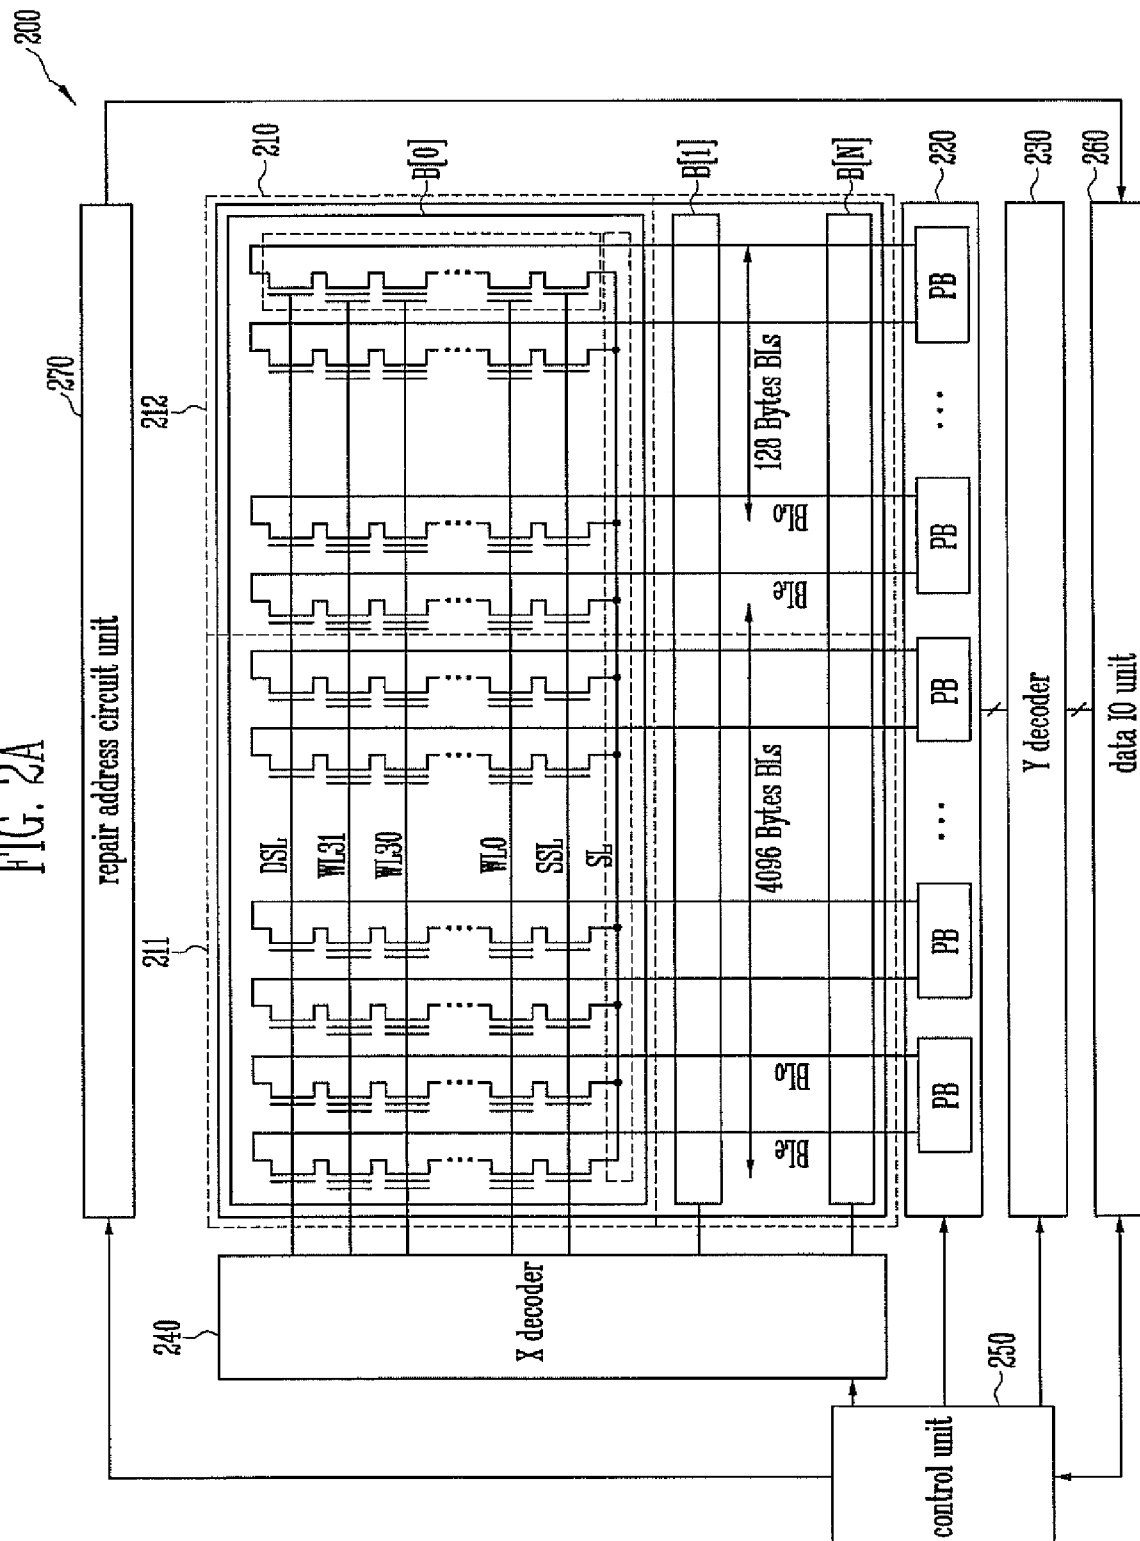 FIG. 2A
200
270
repair address circuit unit
211
212
210
DSL
WL31
WL30
WL0
SSL
SL
B[0]
B[1]
B[N]
4096 Bytes BLs
128 Bytes BLs
BLe
BLo
BLe
BLo
PB
PB
...
PB
PB
...
PB
220
Y decoder
230
data IO unit
260
240
X decoder
control unit
250